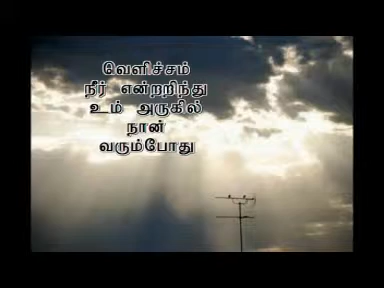 வெளிச்சம்
நீர் என்றறிந்து
உம் அருகில்
நான்
வரும்போது